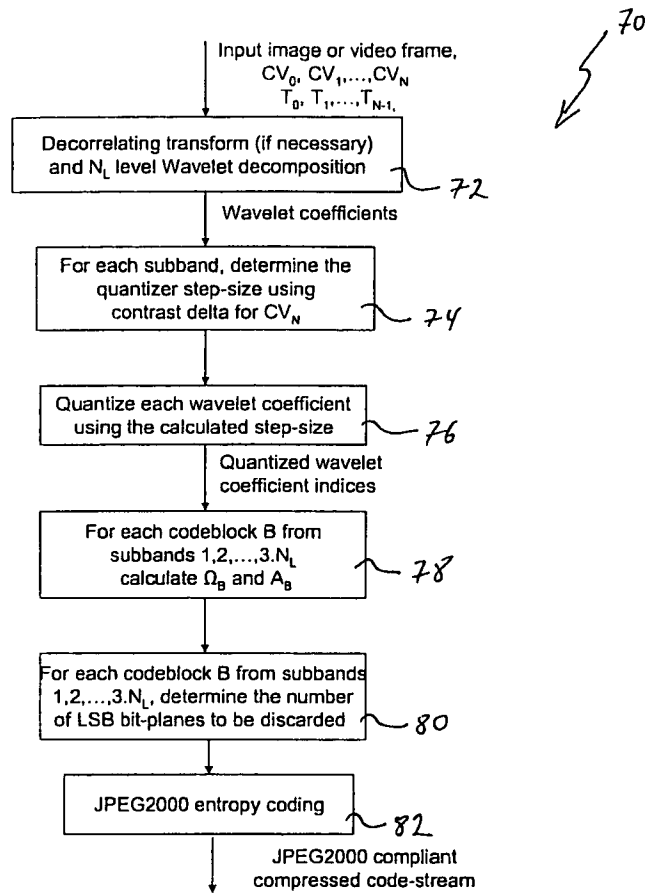 70
Input image or video frame,
CV₀, CV₁,...,CV_N
T₀, T₁,...,T_N-1,
Decorrelating transform (if necessary)
and N_L level Wavelet decomposition
72
Wavelet coefficients
For each subband, determine the
quantizer step-size using
contrast delta for CV_N
74
Quantize each wavelet coefficient
using the calculated step-size
76
Quantized wavelet
coefficient indices
For each codeblock B from
subbands 1,2,...,3.N_L
calculate Ω_B and A_B
78
For each codeblock B from subbands
1,2,...,3.N_L, determine the number
of LSB bit-planes to be discarded
80
JPEG2000 entropy coding
82
JPEG2000 compliant
compressed code-stream